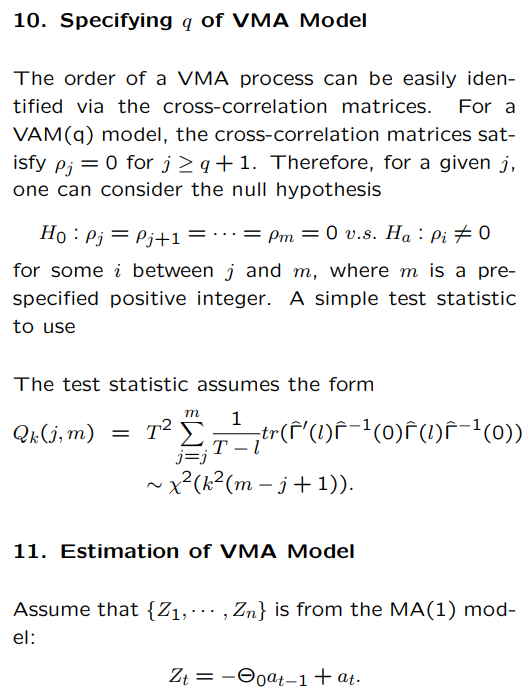 10. Specifying q of VMA Model
The order of a VMA process can be easily iden-
tified via the cross-correlation matrices. For a
VAM(q) model, the cross-correlation matrices sat-
isfy ρ_j = 0 for j ≥ q + 1. Therefore, for a given j,
one can consider the null hypothesis
H_0 : ρ_j = ρ_{j+1} = ⋯ = ρ_m = 0 v.s. H_a : ρ_i ≠ 0
for some i between j and m, where m is a pre-
specified positive integer. A simple test statistic
to use
The test statistic assumes the form
Q_k(j, m) = T^2 \sum_{j=j}^{m} \frac{1}{T - l} tr(\hat{Γ}'(l)\hat{Γ}^{-1}(0)\hat{Γ}(l)\hat{Γ}^{-1}(0))
∼ χ^2(k^2(m − j + 1)).
11. Estimation of VMA Model
Assume that {Z_1, ⋯ , Z_n} is from the MA(1) mod-
el:
Z_t = −Θ_0 a_{t−1} + a_t.